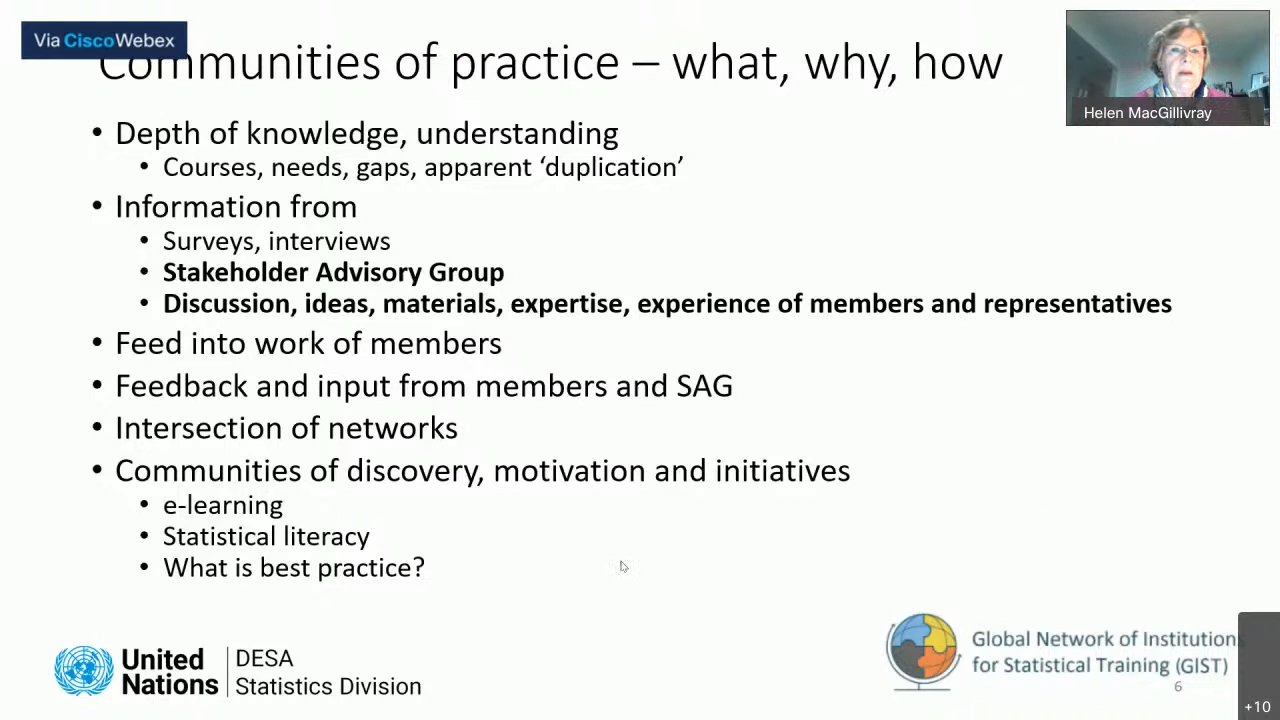 Via Cisco Webex
Communities of practice – what, why, how
Helen MacGillivray
• Depth of knowledge, understanding
• Courses, needs, gaps, apparent ‘duplication’
• Information from
• Surveys, interviews
• Stakeholder Advisory Group
• Discussion, ideas, materials, expertise, experience of members and representatives
• Feed into work of members
• Feedback and input from members and SAG
• Intersection of networks
• Communities of discovery, motivation and initiatives
• e-learning
• Statistical literacy
• What is best practice?
United
Nations
DESA
Statistics Division
Global Network of Institutions
for Statistical Training (GIST)
6
+10